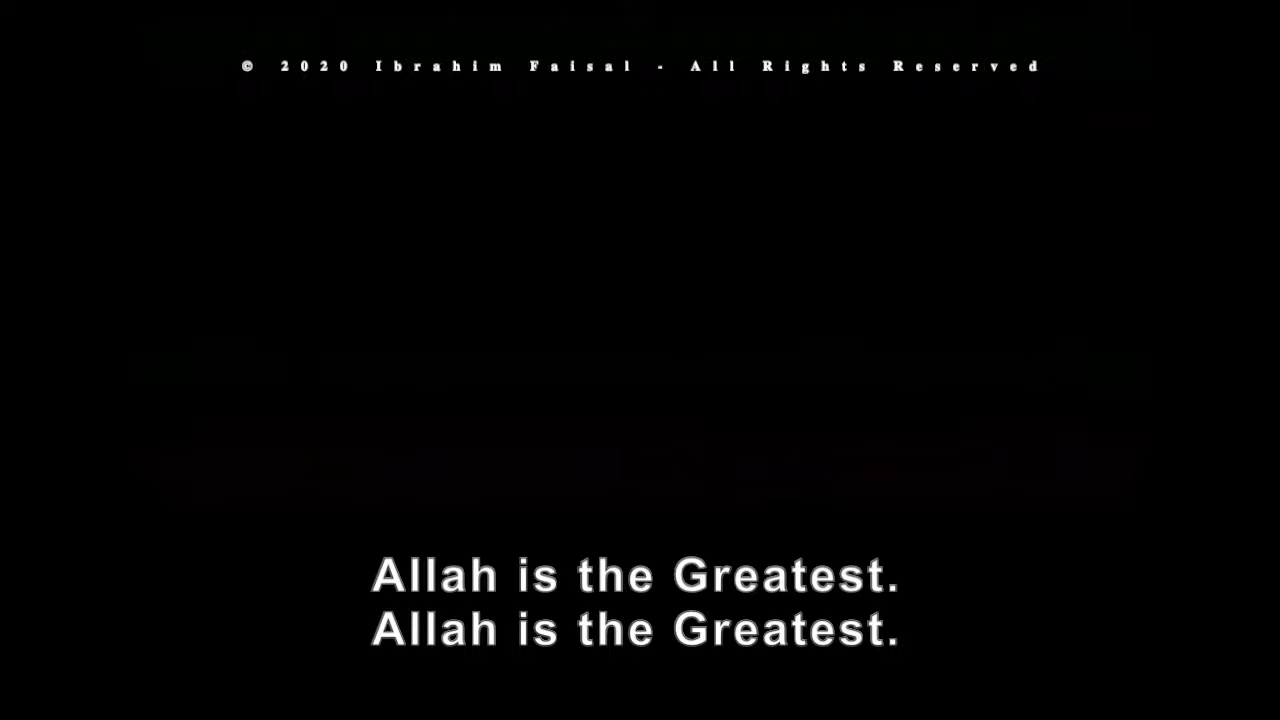 © 2020 Ibrahim Faisal - All Rights Reserved
Allah is the Greatest.
Allah is the Greatest.